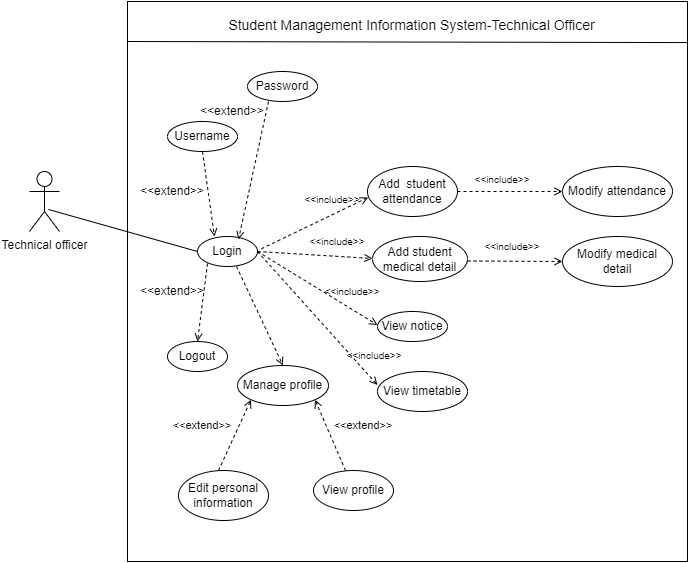 Student Management Information System-Technical Officer
Password
<<extend>>
Username
<<extend>>
Add student
attendance
<<include>>
Modify attendance
<<include>>
Technical officer
Login
<<include>>
Add student
medical detail
<<include>>
Modify medical
detail
<<extend>>
<<include>>
View notice
Logout
<<include>>
Manage profile
View timetable
<<extend>>
<<extend>>
Edit personal
information
View profile